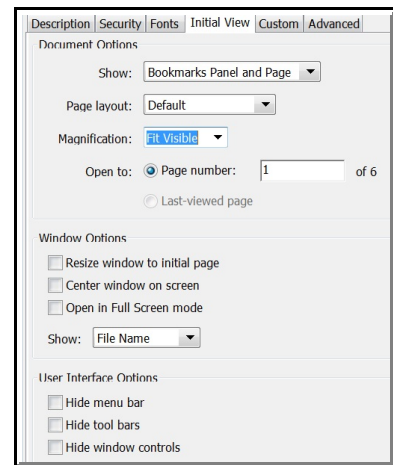 Description Security Fonts Initial View Custom Advanced
Document Options
Show: Bookmarks Panel and Page
Page layout: Default
Magnification: Fit Visible
Open to: Page number: 1 of 6
Last-viewed page
Window Options
Resize window to initial page
Center window on screen
Open in Full Screen mode
Show: File Name
User Interface Options
Hide menu bar
Hide tool bars
Hide window controls